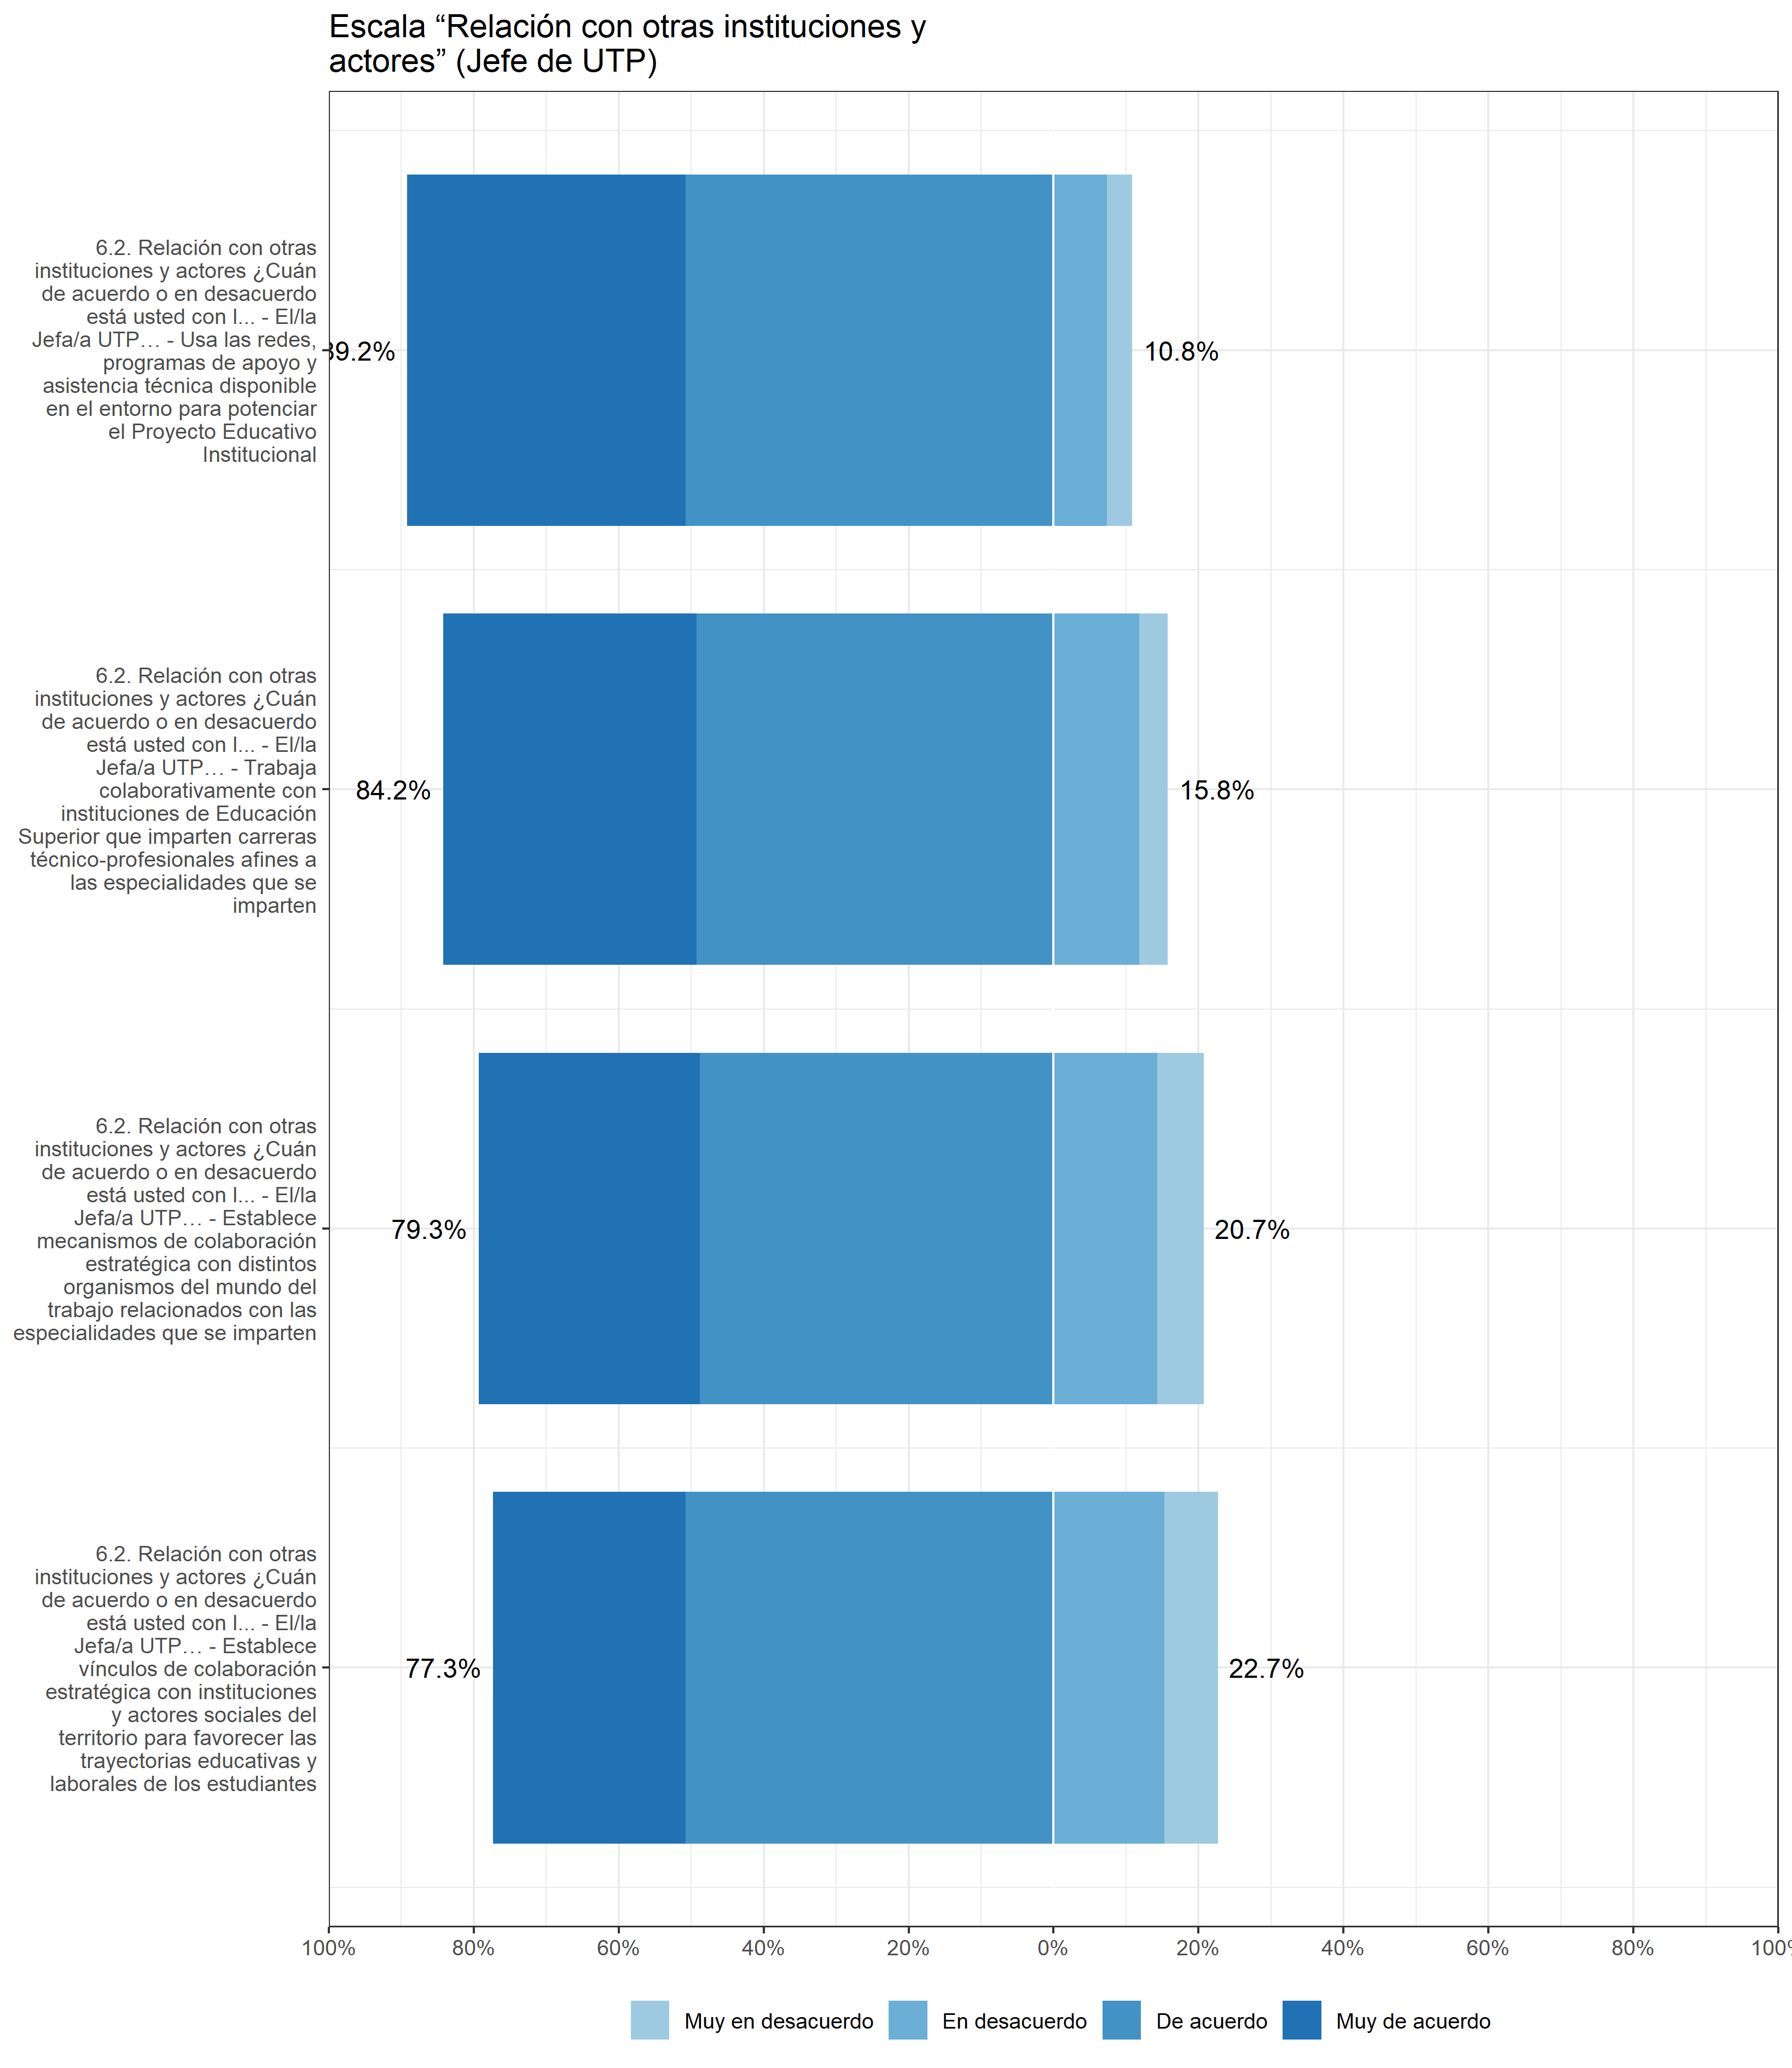 Escala “Relación con otras instituciones y
actores” (Jefe de UTP)
6.2. Relación con otras
instituciones y actores ¿Cuán
de acuerdo o en desacuerdo
está usted con l... - El/la
Jefa/a UTP… - Usa las redes,
programas de apoyo y
asistencia técnica disponible
en el entorno para potenciar
el Proyecto Educativo
Institucional
89.2%
10.8%
6.2. Relación con otras
instituciones y actores ¿Cuán
de acuerdo o en desacuerdo
está usted con l... - El/la
Jefa/a UTP… - Trabaja
colaborativamente con
instituciones de Educación
Superior que imparten carreras
técnico-profesionales afines a
las especialidades que se
imparten
84.2%
15.8%
6.2. Relación con otras
instituciones y actores ¿Cuán
de acuerdo o en desacuerdo
está usted con l... - El/la
Jefa/a UTP… - Establece
mecanismos de colaboración
estratégica con distintos
organismos del mundo del
trabajo relacionados con las
especialidades que se imparten
79.3%
20.7%
6.2. Relación con otras
instituciones y actores ¿Cuán
de acuerdo o en desacuerdo
está usted con l... - El/la
Jefa/a UTP… - Establece
vínculos de colaboración
estratégica con instituciones
y actores sociales del
territorio para favorecer las
trayectorias educativas y
laborales de los estudiantes
77.3%
22.7%
100% 80% 60% 40% 20% 0% 20% 40% 60% 80% 100%
Muy en desacuerdo En desacuerdo De acuerdo Muy de acuerdo